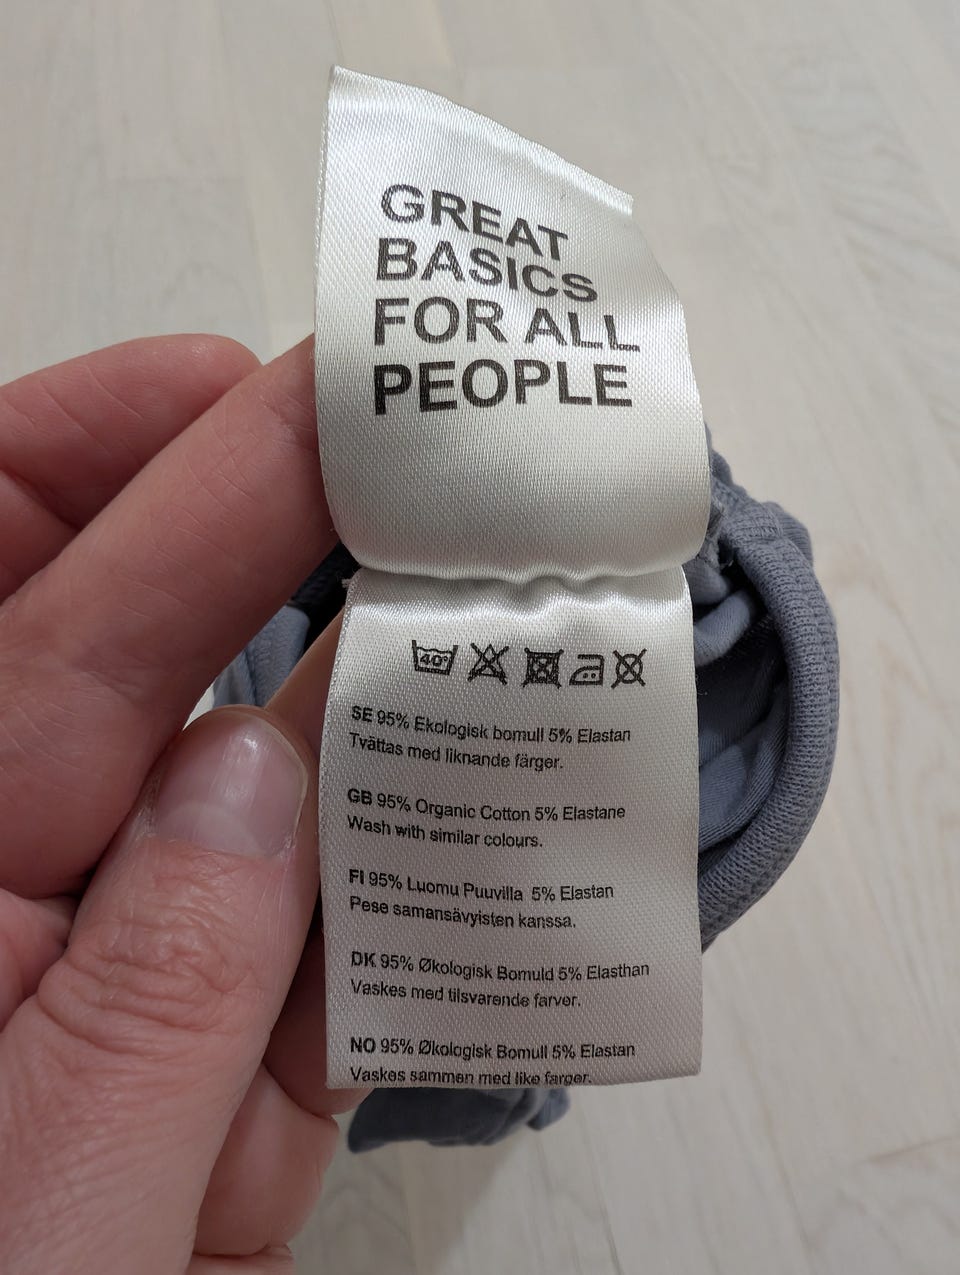 GREAT
BASICS
FOR ALL
PEOPLE
40°
SE 95% Ekologisk bomull 5% Elastan
Tvättas med liknande färger.
GB 95% Organic Cotton 5% Elastane
Wash with similar colours.
FI 95% Luomu Puuvilla 5% Elastan
Pese samansävyisten kanssa.
DK 95% Økologisk Bomuld 5% Elasthan
Vaskes med tilsvarende farver.
NO 95% Økologisk Bomull 5% Elastan
Vaskes sammen med like farger.